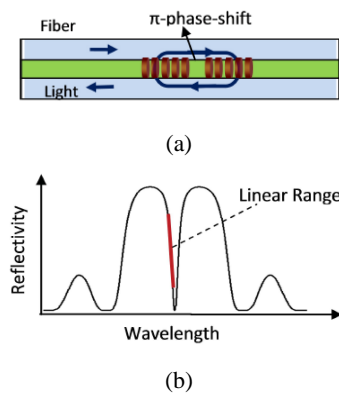 π-phase-shift
Fiber
Light
(a)
Linear Range
Reflectivity
Wavelength
(b)